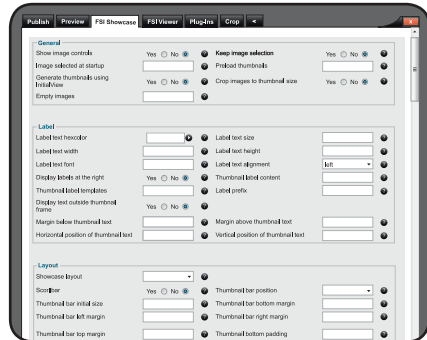 Publish Preview FSI Showcase FSI Viewer Plug-Ins Crop <
General
Show image controls Yes No Keep image selection Yes No
Image selected at startup Preload thumbnails
Generate thumbnails using InitialView Yes No Crop images to thumbnail size Yes No
Empty images
Label
Label text hexcolor Label text size
Label text width Label text height
Label text font Label text alignment left
Display labels at the right Yes No Thumbnail label content
Thumbnail label templates Label prefix
Display text outside thumbnail
frame Yes No
Margin below thumbnail text Margin above thumbnail text
Horizontal position of thumbnail text Vertical position of thumbnail text
Layout
Showcase layout
Scrollbar Yes No Thumbnail bar position
Thumbnail bar initial size Thumbnail bar bottom margin
Thumbnail bar left margin Thumbnail bar right margin
Thumbnail bar top margin Thumbnail bottom padding